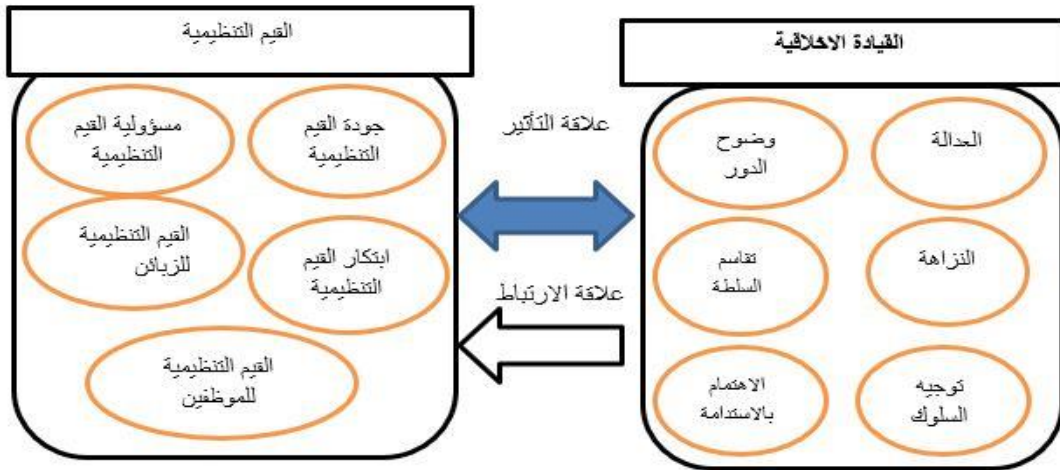 القيادة الاخلاقية
العدالة
وضوح
الدور
النزاهة
تقاسم
السلطة
توجيه
السلوك
الاهتمام
بالاستدامة
علاقة التأثير
علاقة الارتباط
القيم التنظيمية
جودة القيم
التنظيمية
مسؤولية القيم
التنظيمية
ابتكار القيم
التنظيمية
القيم التنظيمية
للزبائن
القيم التنظيمية
للموظفين